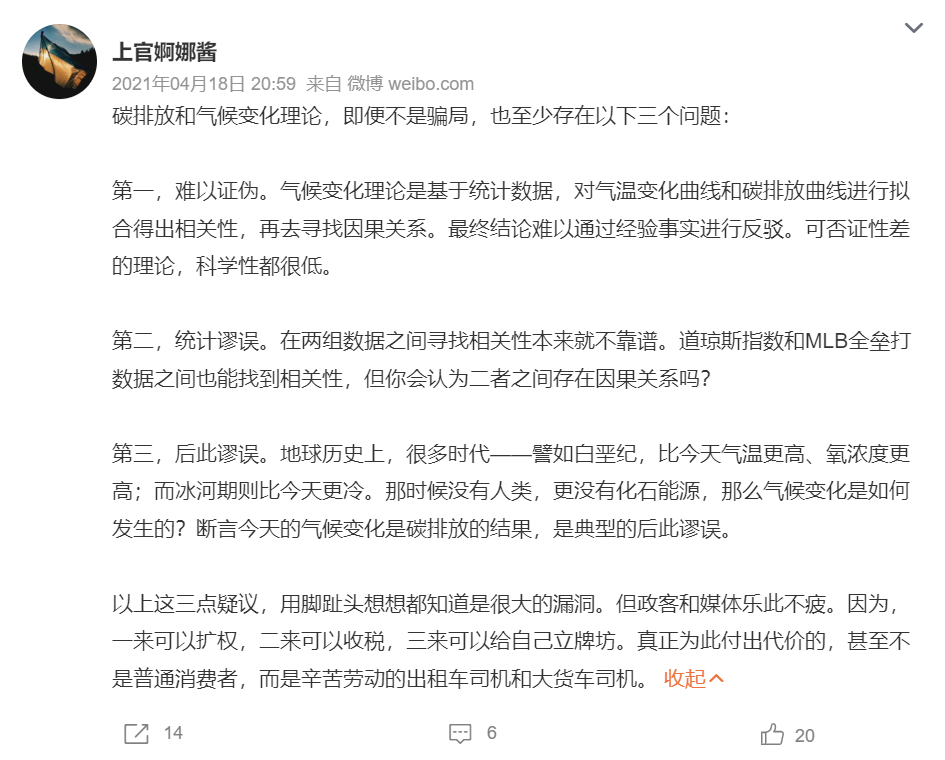 上官婀娜酱
2021年04月18日 20:59 来自 微博 weibo.com
碳排放和气候变化理论，即便不是骗局，也至少存在以下三个问题：
第一，难以证伪。气候变化理论是基于统计数据，对气温变化曲线和碳排放曲线进行拟
合得出相关性，再去寻找因果关系。最终结论难以通过经验事实进行反驳。可否证性差
的理论，科学性都很低。
第二，统计谬误。在两组数据之间寻找相关性本来就不靠谱。道琼斯指数和MLB全垒打
数据之间也能找到相关性，但你会认为二者之间存在因果关系吗？
第三，后此谬误。地球历史上，很多时代——譬如白垩纪，比今天气温更高、氧浓度更
高；而冰河期则比今天更冷。那时候没有人类，更没有化石能源，那么气候变化是如何
发生的？断言今天的气候变化是碳排放的结果，是典型的后此谬误。
以上这三点疑议，用脚趾头想想都知道是很大的漏洞。但政客和媒体乐此不疲。因为，
一来可以扩权，二来可以收税，三来可以给自己立牌坊。真正为此付出代价的，甚至不
是普通消费者，而是辛苦劳动的出租车司机和大货车司机。 收起
14 6 20